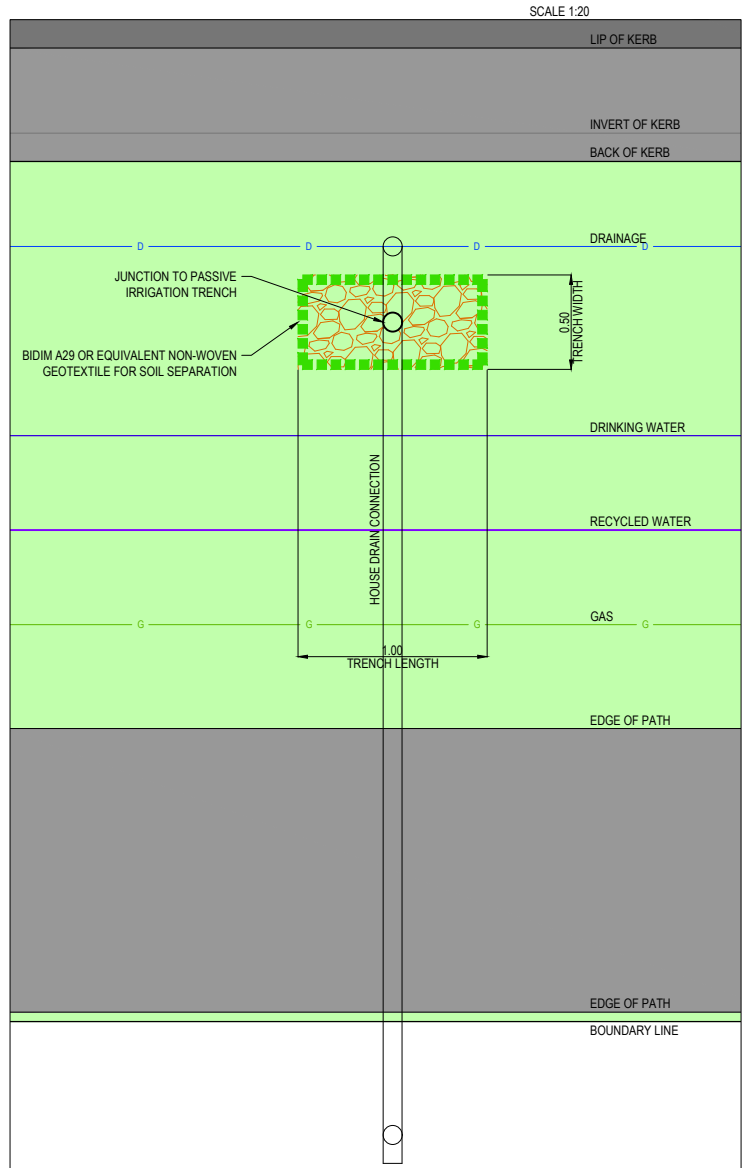 SCALE 1:20
LIP OF KERB
INVERT OF KERB
BACK OF KERB
DRAINAGE
D D D D
JUNCTION TO PASSIVE
IRRIGATION TRENCH
0.50
TRENCH WIDTH
BIDIM A29 OR EQUIVALENT NON-WOVEN
GEOTEXTILE FOR SOIL SEPARATION
DRINKING WATER
HOUSE DRAIN CONNECTION
RECYCLED WATER
GAS
G G G G
1.00
TRENCH LENGTH
EDGE OF PATH
EDGE OF PATH
BOUNDARY LINE